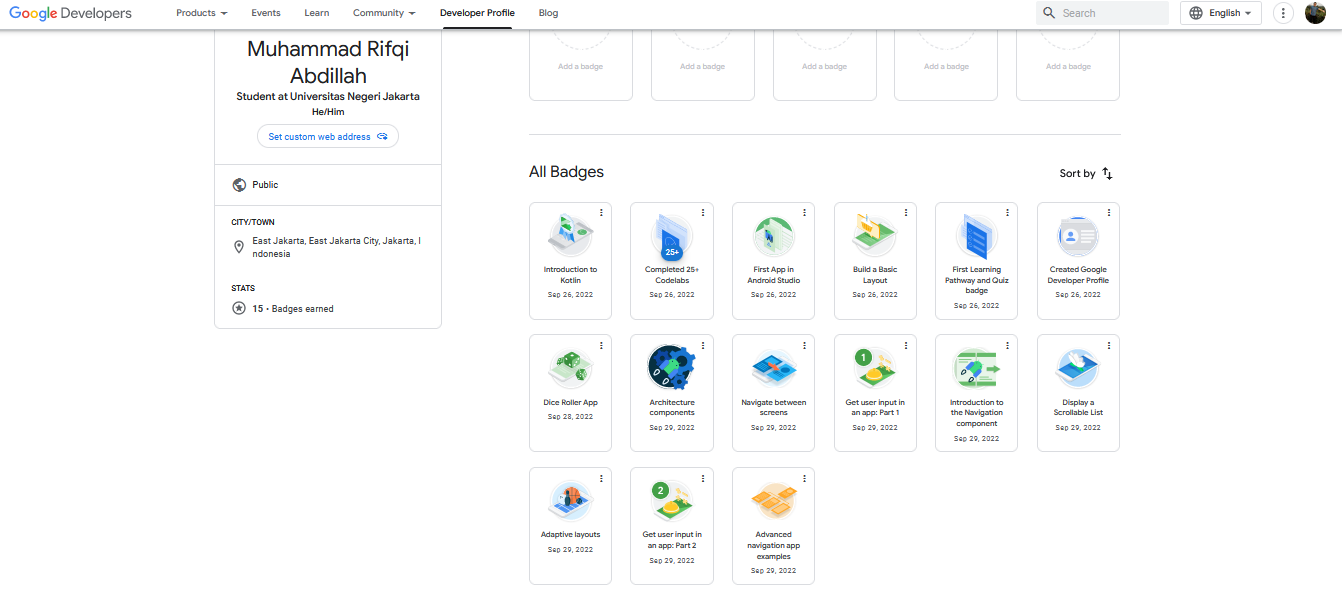 Google Developers
Products
Events
Learn
Community
Developer Profile
Blog
Search
English
Muhammad Rifqi
Abdillah
Student at Universitas Negeri Jakarta
He/Him
Set custom web address
Public
CITY/TOWN
East Jakarta, East Jakarta City, Jakarta, I
ndonesia
STATS
15 • Badges earned
Add a badge
Add a badge
Add a badge
Add a badge
Add a badge
All Badges
Sort by
Introduction to
Kotlin
Sep 26, 2022
25+
Completed 25+
Codelabs
Sep 26, 2022
First App in
Android Studio
Sep 26, 2022
Build a Basic
Layout
Sep 26, 2022
First Learning
Pathway and Quiz
badge
Sep 26, 2022
Created Google
Developer Profile
Sep 26, 2022
Dice Roller App
Sep 28, 2022
Architecture
components
Sep 29, 2022
Navigate between
screens
Sep 29, 2022
1
Get user input in
an app: Part 1
Sep 29, 2022
Introduction to
the Navigation
component
Sep 29, 2022
Display a
Scrollable List
Sep 29, 2022
Adaptive layouts
Sep 29, 2022
2
Get user input in
an app: Part 2
Sep 29, 2022
Advanced
navigation app
examples
Sep 29, 2022